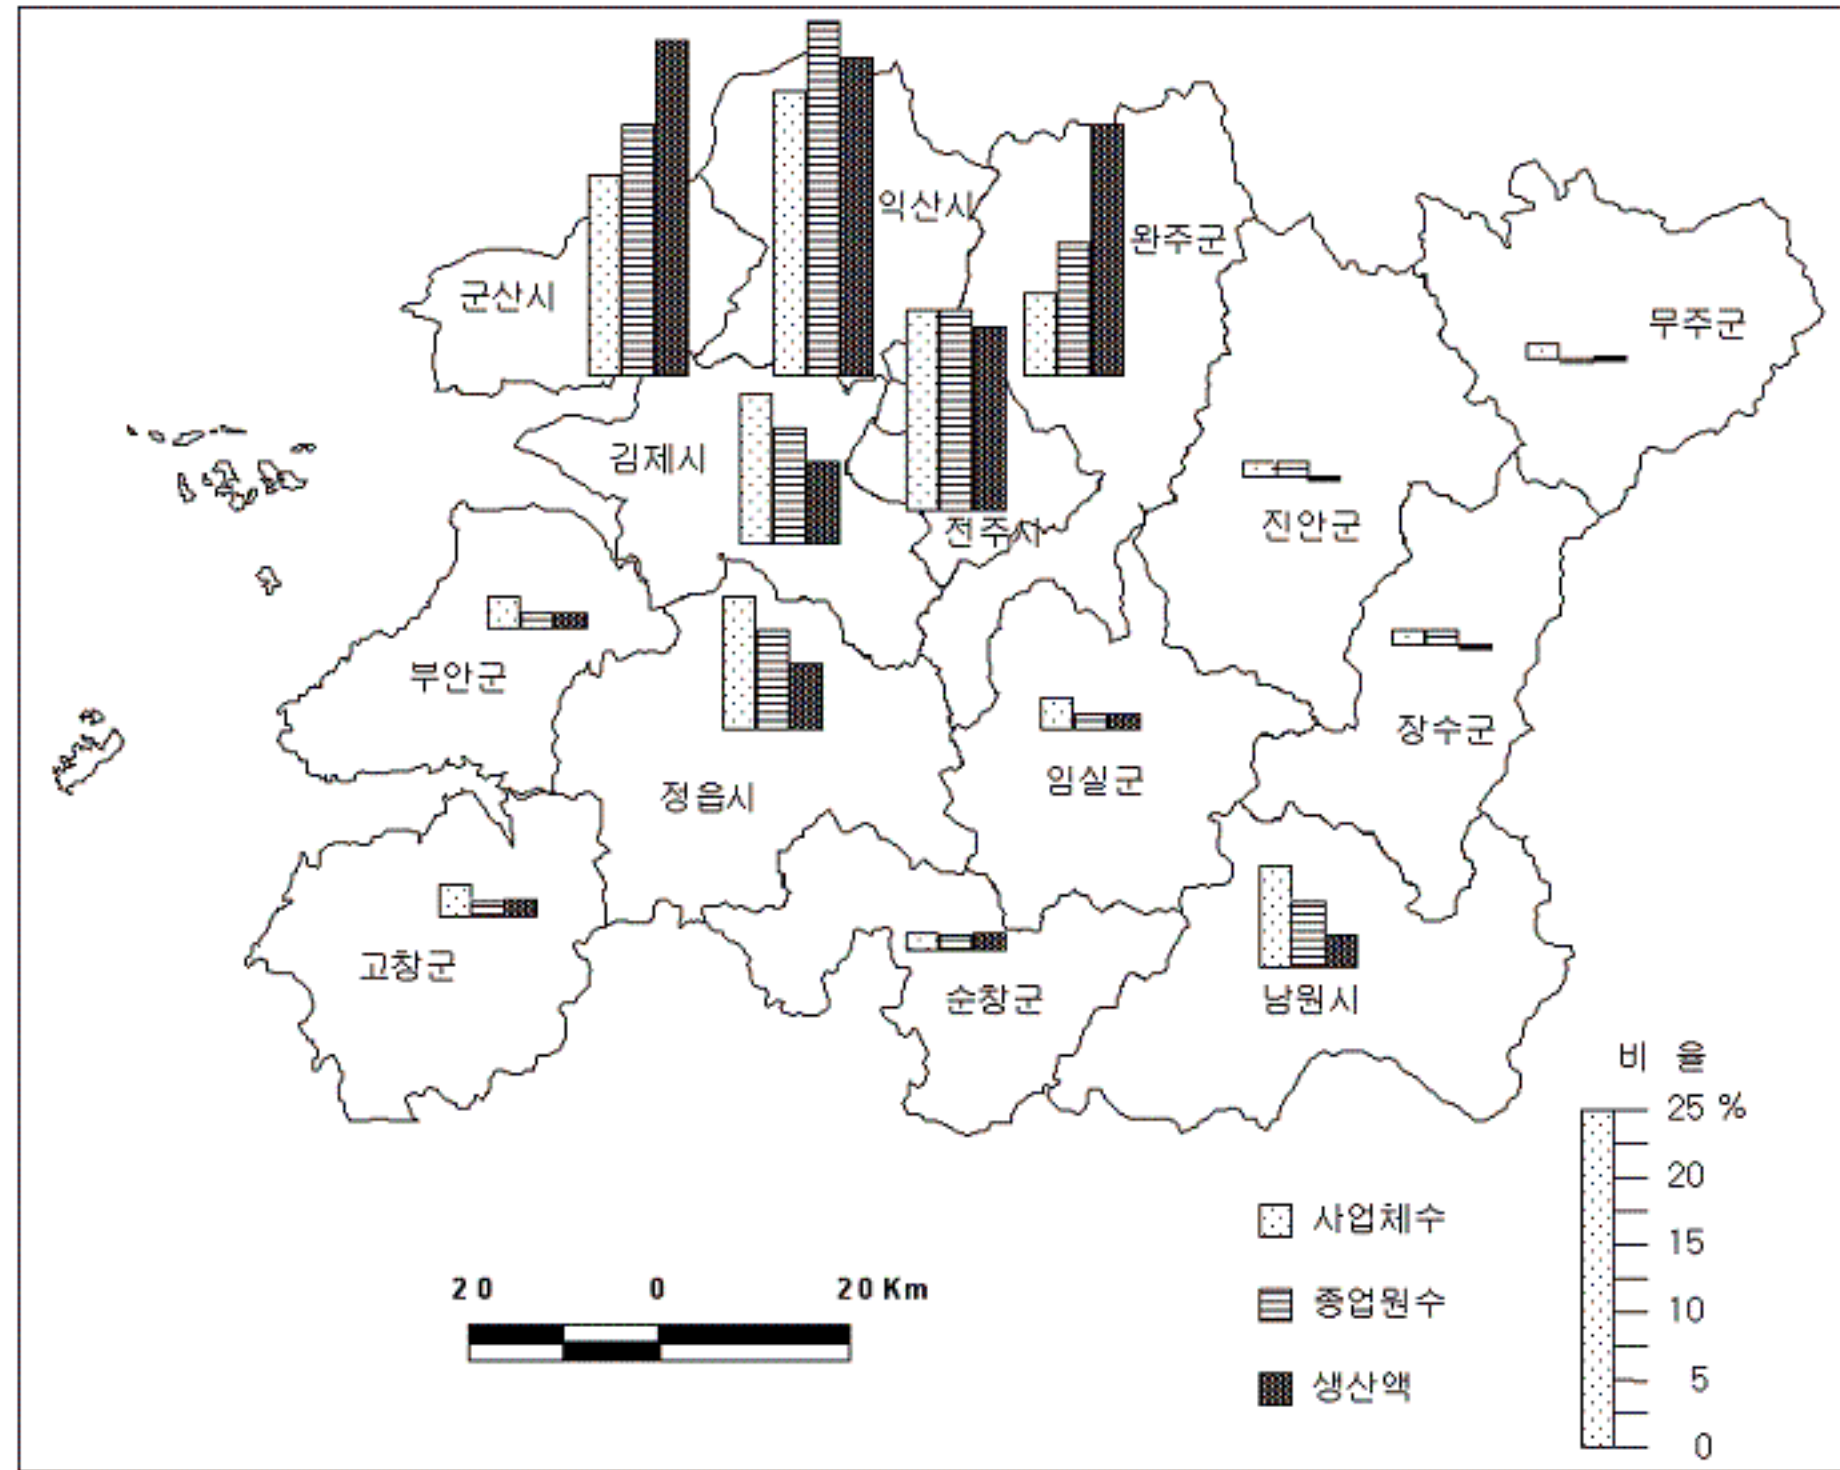 익산시
완주군
군산시
무주군
김제시
전주시
진안군
부안군
장수군
정읍시
임실군
고창군
순창군
남원시
비 율
25 %
20
15
10
5
0
사업체수
종업원수
생산액
20 0 20 Km